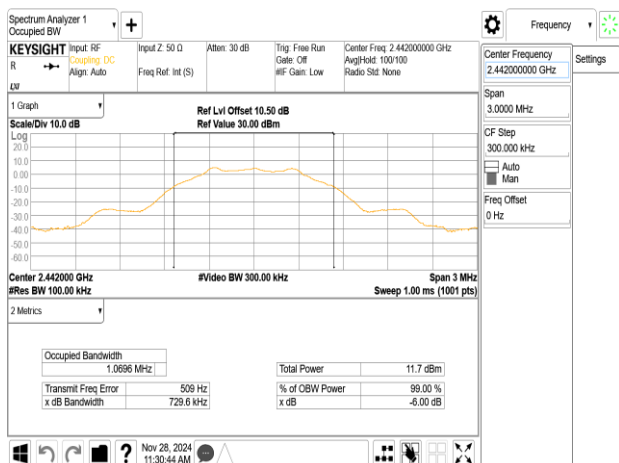 Spectrum Analyzer 1
Occupied BW
Frequency
KEYSIGHT
R
LXI
Input: RF
Coupling: DC
Align: Auto
Input Z: 50 Ω
Freq Ref: Int (S)
Atten: 30 dB
Trig: Free Run
Gate: Off
#IF Gain: Low
Center Freq: 2.442000000 GHz
Avg|Hold: 100/100
Radio Std: None
Center Frequency
2.442000000 GHz
Settings
Span
3.0000 MHz
CF Step
300.000 kHz
Auto
Man
Freq Offset
0 Hz
1 Graph
Scale/Div 10.0 dB
Ref Lvl Offset 10.50 dB
Ref Value 30.00 dBm
Log
20.0
10.0
0.00
-10.0
-20.0
-30.0
-40.0
-50.0
-60.0
Center 2.442000 GHz
#Video BW 300.00 kHz
Span 3 MHz
#Res BW 100.00 kHz
Sweep 1.00 ms (1001 pts)
2 Metrics
Occupied Bandwidth
1.0696 MHz
Total Power 11.7 dBm
Transmit Freq Error 509 Hz
% of OBW Power 99.00 %
x dB Bandwidth 729.6 kHz
x dB -6.00 dB
Nov 28, 2024
11:30:44 AM